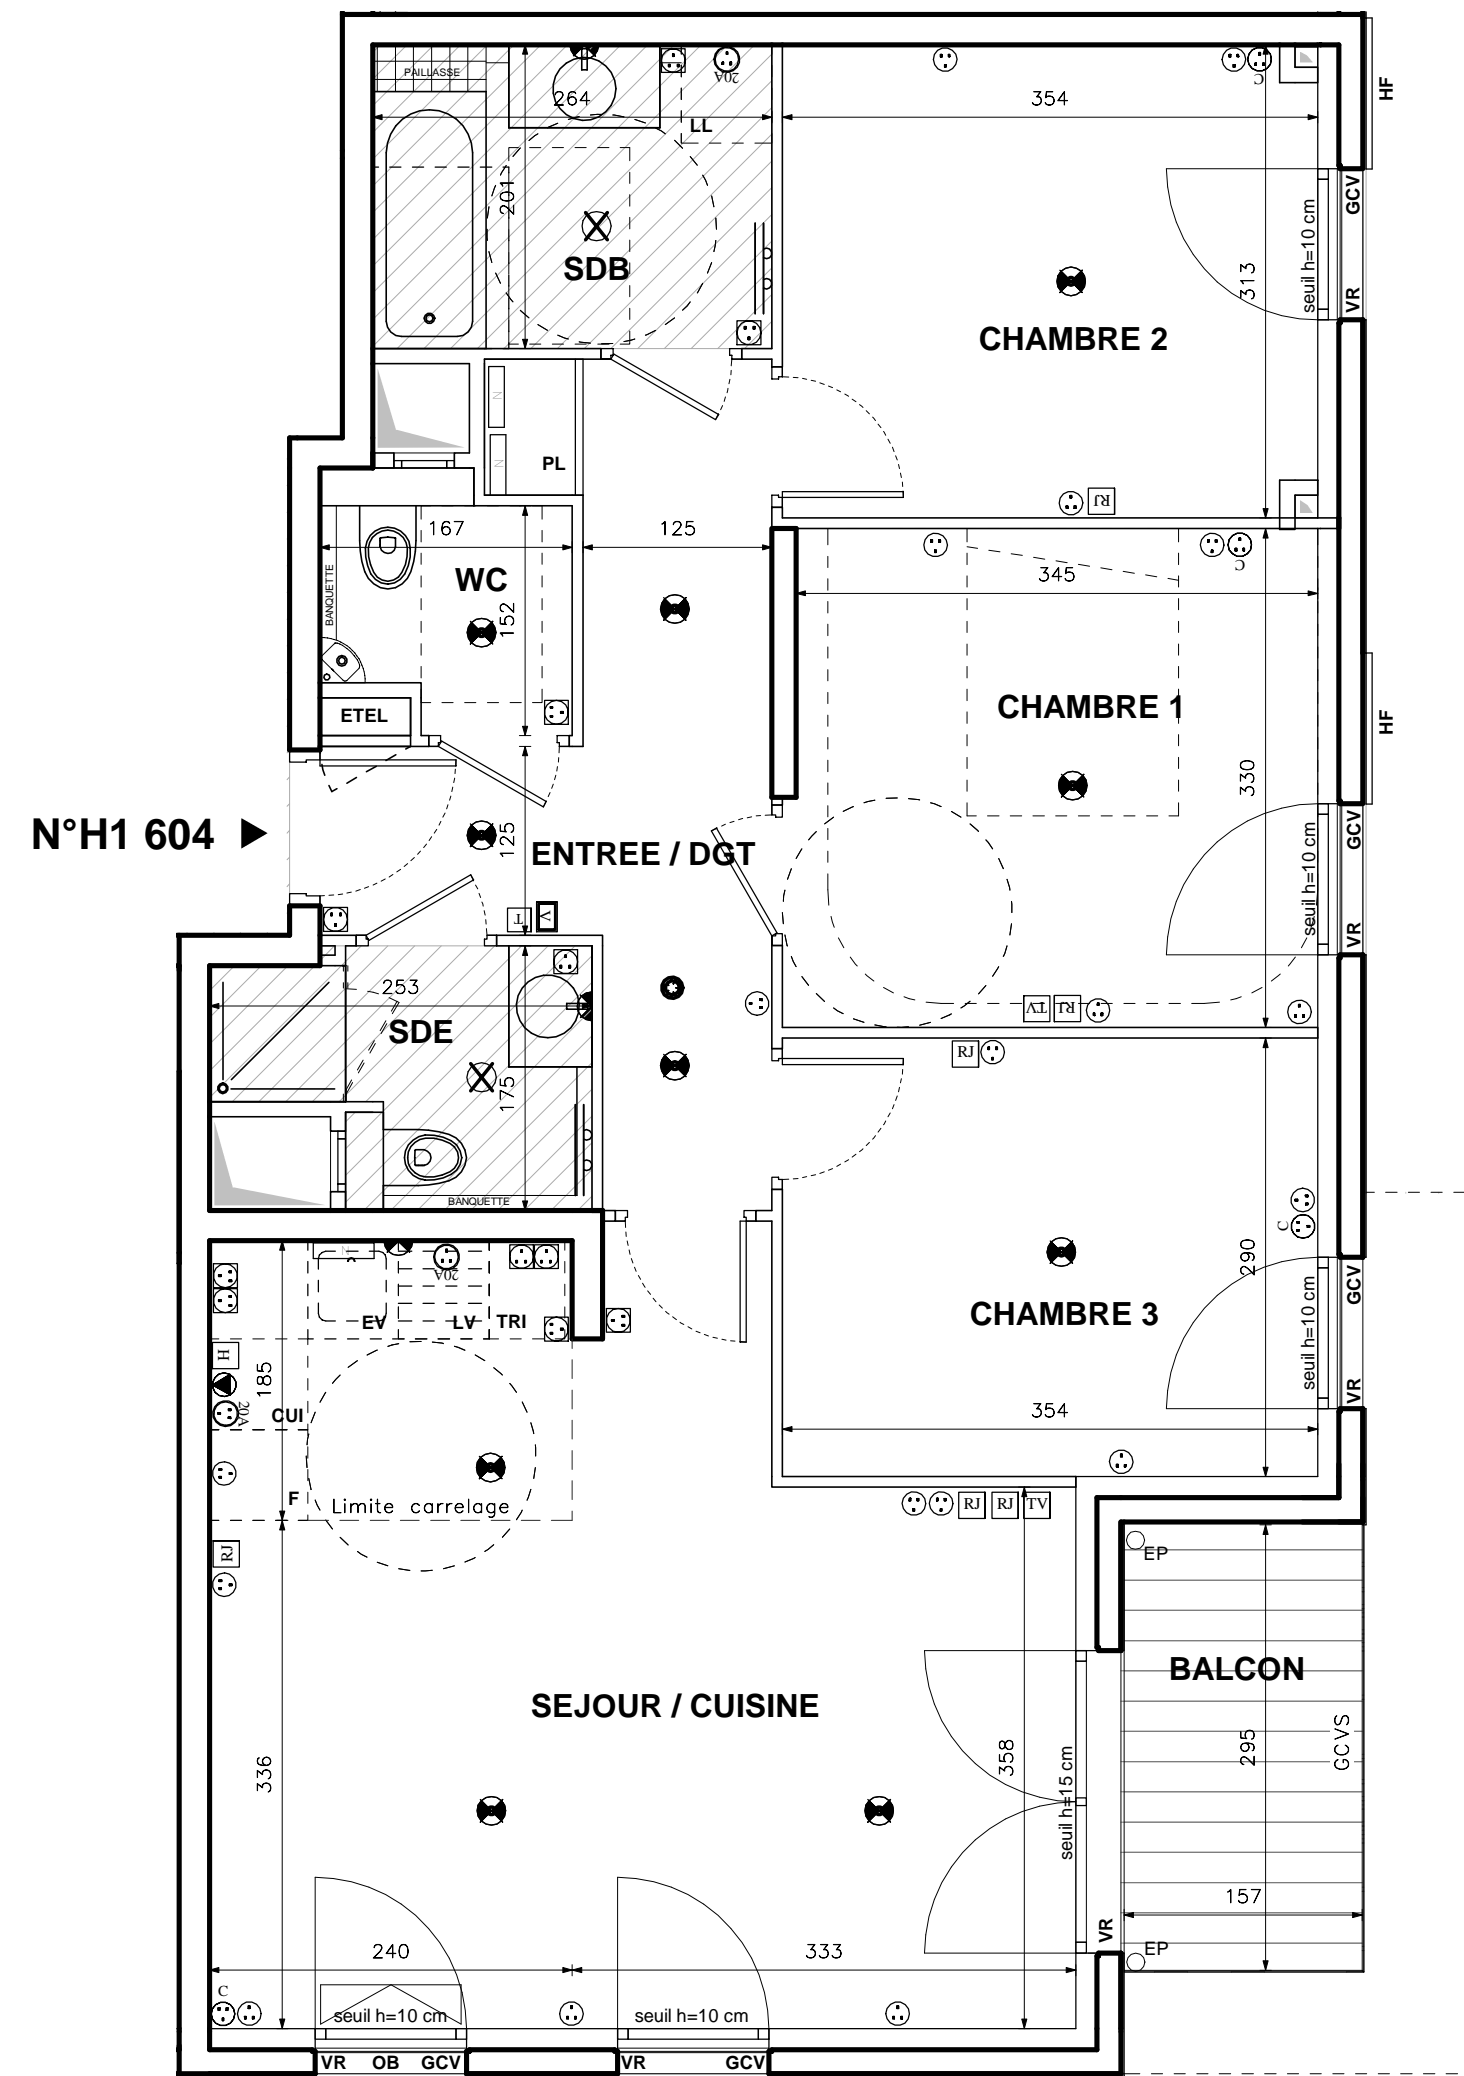 PAILLASSE
264
20A
LL
201
SDB
354
C
HF
GCV
seuil h=10 cm
313
VR
CHAMBRE 2
N
N
PL
RJ
167
125
WC
BANQUETTE
152
ETEL
C
345
CHAMBRE 1
HF
330
GCV
seuil h=10 cm
VR
N°H1 604
125
ENTREE / DGT
T
V
TV
RJ
253
SDE
175
BANQUETTE
RJ
C
290
GCV
seuil h=10 cm
VR
CHAMBRE 3
354
N
20A
EV
LV
TRI
H
185
20A
CUI
F
Limite carrelage
RJ
RJ
RJ
TV
EP
BALCON
SEJOUR / CUISINE
336
358
seuil h=15 cm
295
GCVS
157
VR
EP
240
333
C
seuil h=10 cm
seuil h=10 cm
VR
OB
GCV
VR
GCV